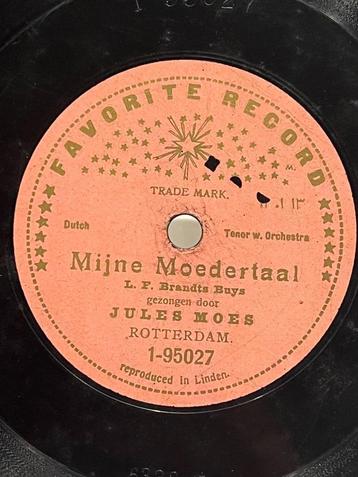 FAVORITE RECORD
TRADE MARK.
Dutch
Tenor w. Orchestra
Mijne Moedertaal
L. F. Brandts Buys
gezongen door
JULES MOES
ROTTERDAM.
1-95027
reproduced in Linden.